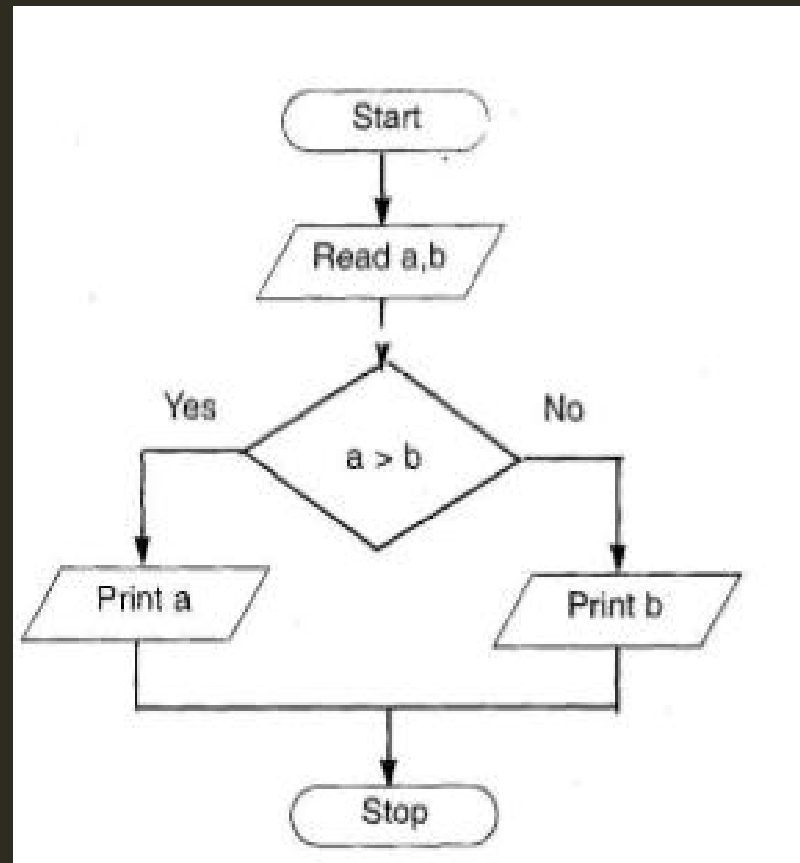 Start
Read a,b
Yes
No
a > b
Print a
Print b
Stop